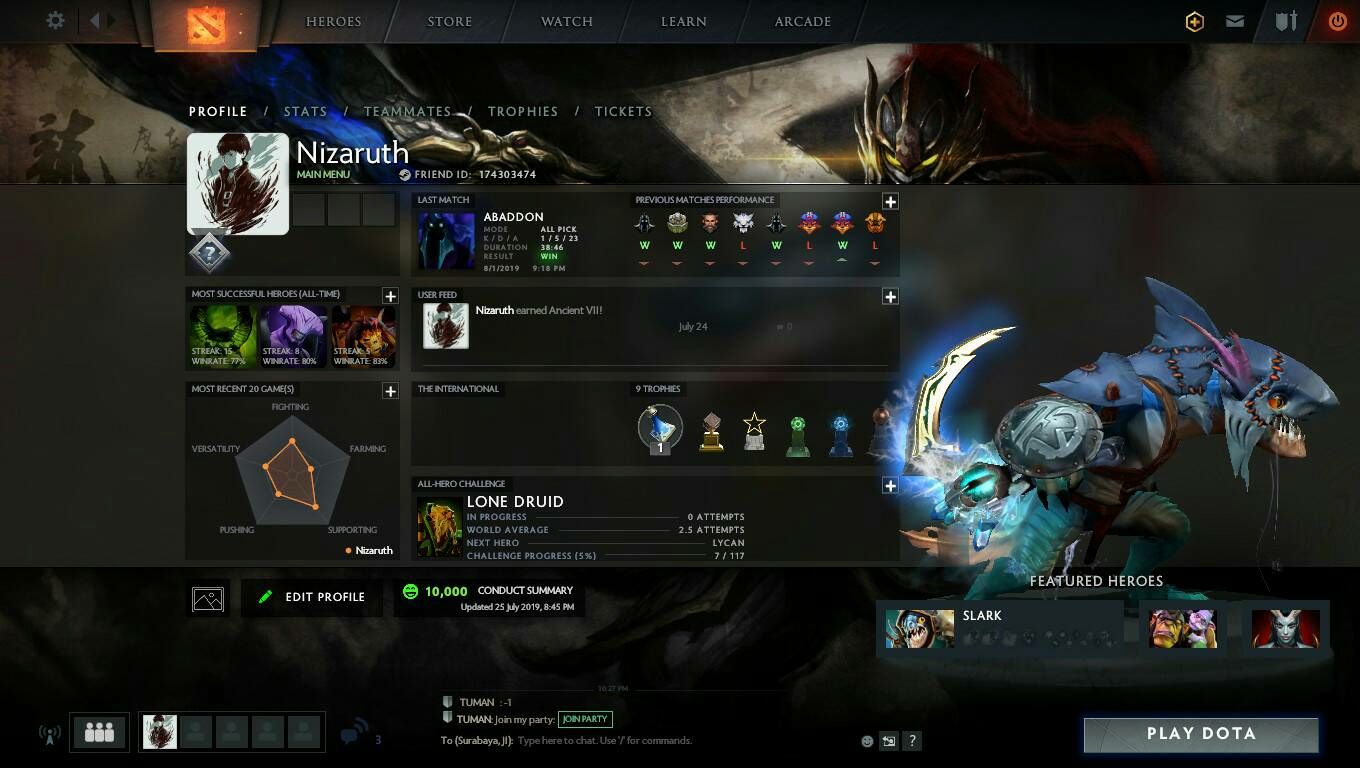 HEROES STORE WATCH LEARN ARCADE
PROFILE / STATS / TEAMMATES / TROPHIES / TICKETS
Nizaruth
MAIN MENU FRIEND ID: 174303474
?
LAST MATCH
ABADDON
MODE ALL PICK
K / D / A 1 / 5 / 23
DURATION 38:46
RESULT WIN
8/1/2019 9:18 PM
PREVIOUS MATCHES PERFORMANCE
W W W L W L W L
MOST SUCCESSFUL HEROES (ALL-TIME)
STREAK: 15 STREAK: 8 STREAK: 5
WINRATE: 77% WINRATE: 80% WINRATE: 83%
USER FEED
Nizaruth earned Ancient VII!
July 24 0
MOST RECENT 20 GAME(S)
FIGHTING
VERSATILITY FARMING
PUSHING SUPPORTING
Nizaruth
THE INTERNATIONAL
9 TROPHIES
1
ALL-HERO CHALLENGE
LONE DRUID
IN PROGRESS 0 ATTEMPTS
WORLD AVERAGE 2.5 ATTEMPTS
NEXT HERO LYCAN
CHALLENGE PROGRESS (5%) 7 / 117
EDIT PROFILE
10,000 CONDUCT SUMMARY
Updated 25 July 2019, 8:45 PM
FEATURED HEROES
SLARK
10:27 PM
TUMAN : -1
TUMAN: Join my party: JOIN PARTY
To (Surabaya, JI): Type here to chat. Use '/' for commands.
?
3
PLAY DOTA